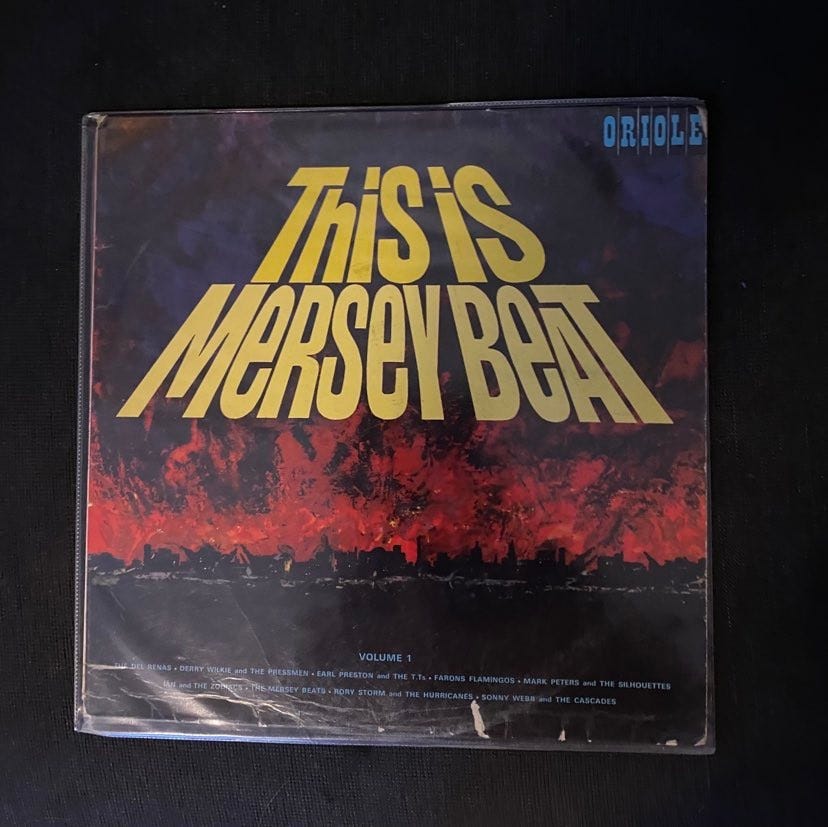 ORIOLE
THiS iS
MeRSeY BeAT
VOLUME 1
THE DEL RENAS • DERRY WILKIE and THE PRESSMEN • EARL PRESTON and THE T.Ts • FARONS FLAMINGOS • MARK PETERS and THE SILHOUETTES
IAN and THE ZODIACS • THE MERSEY BEATS • RORY STORM and THE HURRICANES • SONNY WEBB and THE CASCADES